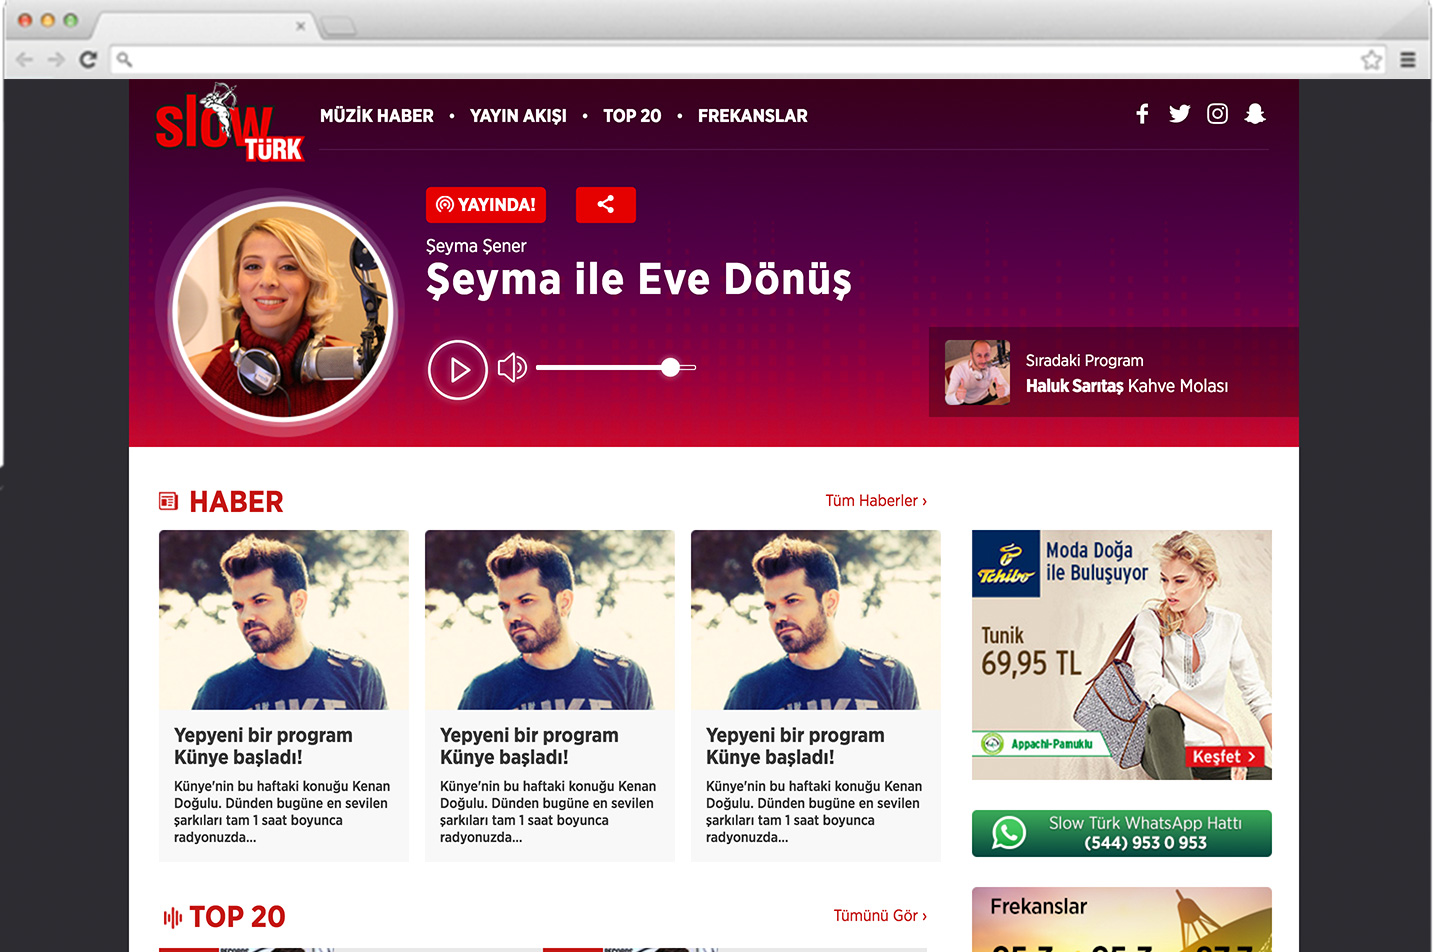 slow
TÜRK
MÜZİK HABER • YAYIN AKIŞI • TOP 20 • FREKANSLAR
YAYINDA!
Şeyma Şener
Şeyma ile Eve Dönüş
Sıradaki Program
Haluk Sarıtaş Kahve Molası
HABER
Tüm Haberler ›
Yepyeni bir program
Künye başladı!
Künye'nin bu haftaki konuğu Kenan
Doğulu. Dünden bugüne en sevilen
şarkıları tam 1 saat boyunca
radyonuzda...
Yepyeni bir program
Künye başladı!
Künye'nin bu haftaki konuğu Kenan
Doğulu. Dünden bugüne en sevilen
şarkıları tam 1 saat boyunca
radyonuzda...
Yepyeni bir program
Künye başladı!
Künye'nin bu haftaki konuğu Kenan
Doğulu. Dünden bugüne en sevilen
şarkıları tam 1 saat boyunca
radyonuzda...
Tchibo
Moda Doğa
ile Buluşuyor
Tunik
69,95 TL
Appachi-Pamuklu
Keşfet >
Slow Türk WhatsApp Hattı
(544) 953 0 953
TOP 20
Tümünü Gör ›
Frekanslar